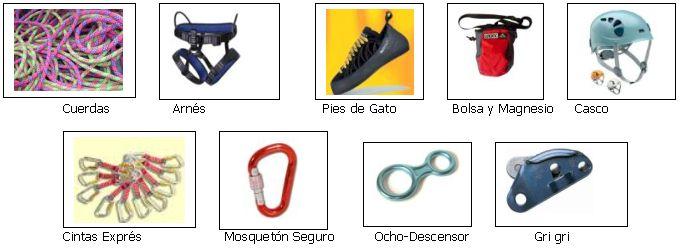 Cuerdas
Arnés
Pies de Gato
Bolsa y Magnesio
Casco
Cintas Exprés
Mosquetón Seguro
Ocho-Descensor
Gri gri